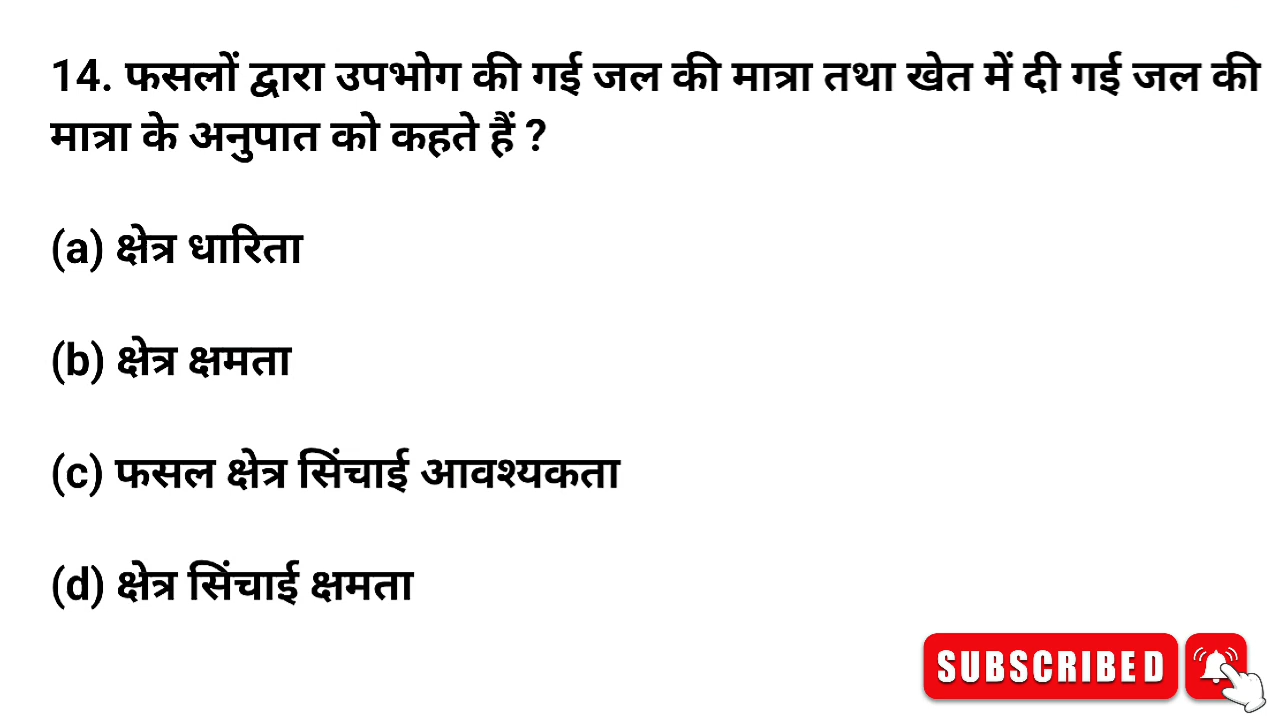 14. फसलों द्वारा उपभोग की गई जल की मात्रा तथा खेत में दी गई जल की
मात्रा के अनुपात को कहते हैं ?
(a) क्षेत्र धारिता
(b) क्षेत्र क्षमता
(c) फसल क्षेत्र सिंचाई आवश्यकता
(d) क्षेत्र सिंचाई क्षमता
SUBSCRIBED